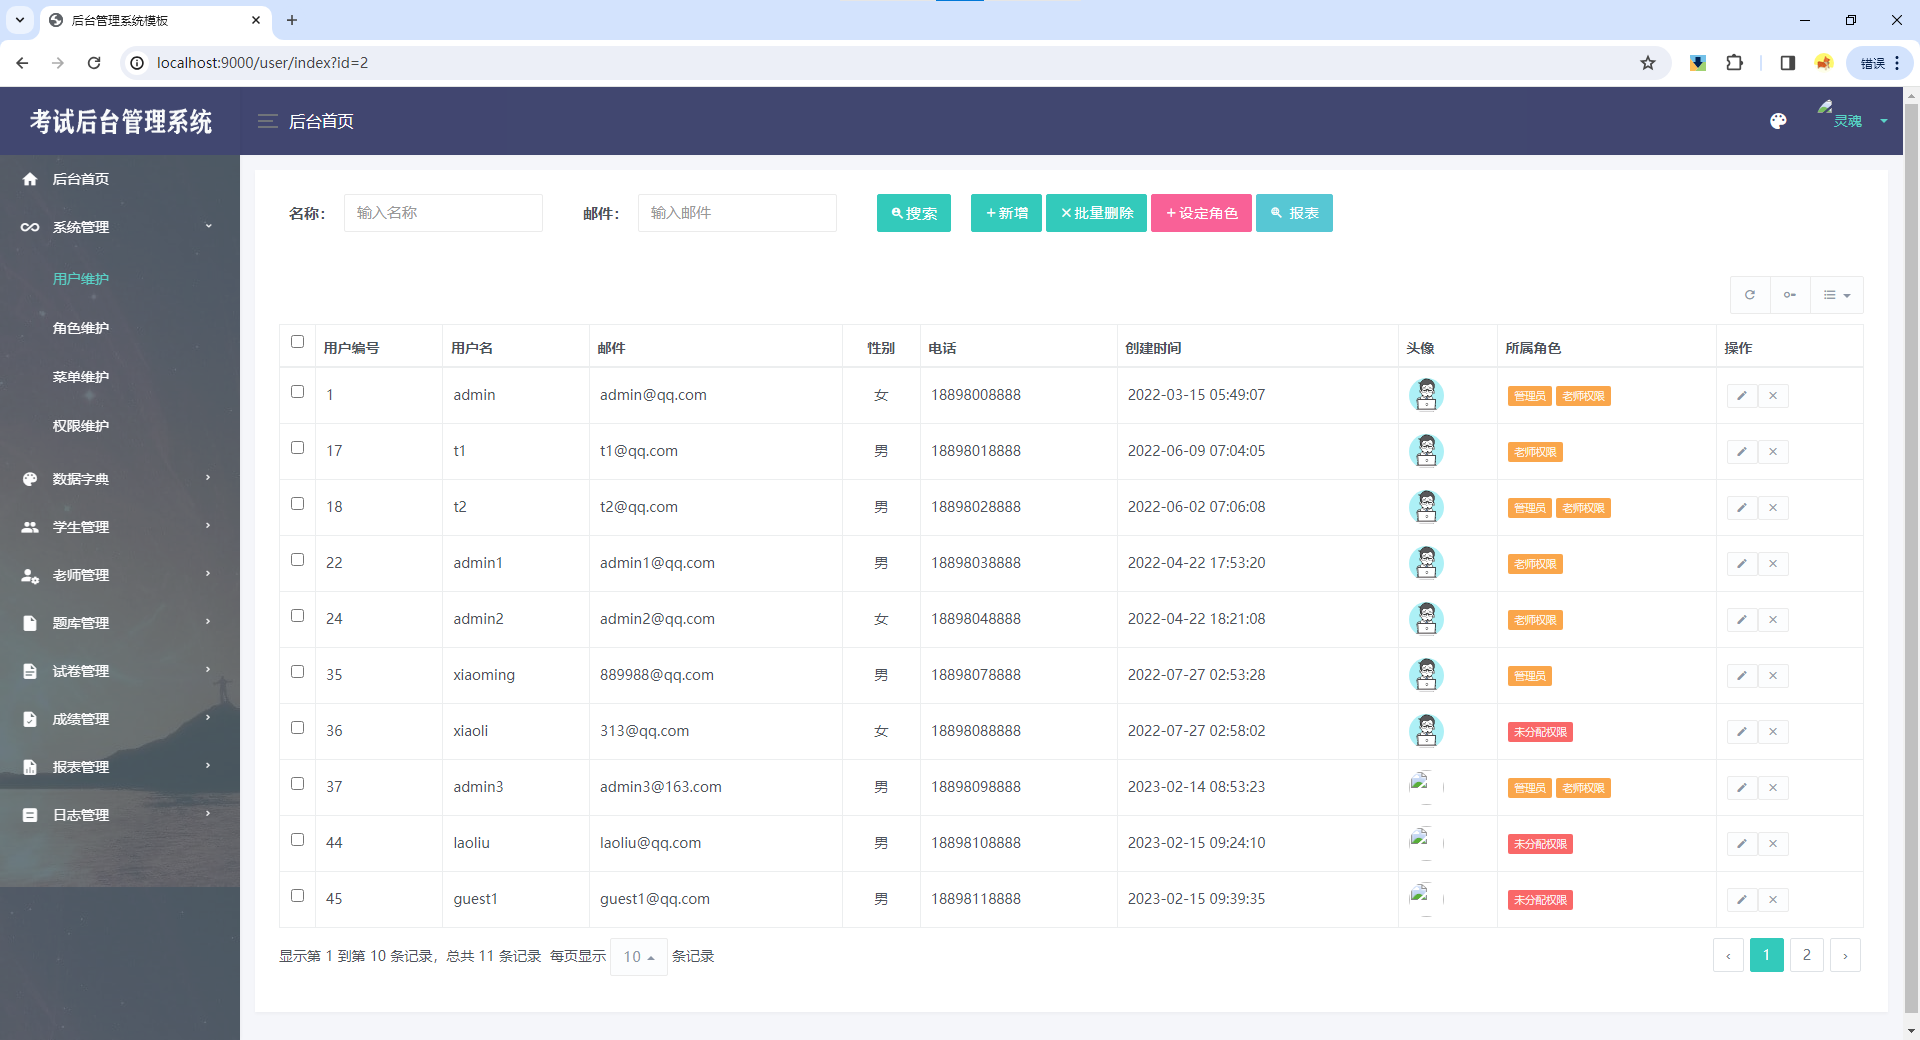 后台管理系统模板
localhost:9000/user/index?id=2
错误
考试后台管理系统
后台首页
灵魂
后台首页
系统管理
用户维护
角色维护
菜单维护
权限维护
数据字典
学生管理
老师管理
题库管理
试卷管理
成绩管理
报表管理
日志管理
名称: 输入名称 邮件: 输入邮件 搜索 +新增 ×批量删除 +设定角色 报表
用户编号 用户名 邮件 性别 电话 创建时间 头像 所属角色 操作
1 admin admin@qq.com 女 18898008888 2022-03-15 05:49:07 管理员 老师权限
17 t1 t1@qq.com 男 18898018888 2022-06-09 07:04:05 老师权限
18 t2 t2@qq.com 男 18898028888 2022-06-02 07:06:08 管理员 老师权限
22 admin1 admin1@qq.com 男 18898038888 2022-04-22 17:53:20 老师权限
24 admin2 admin2@qq.com 女 18898048888 2022-04-22 18:21:08 老师权限
35 xiaoming 889988@qq.com 男 18898078888 2022-07-27 02:53:28 管理员
36 xiaoli 313@qq.com 女 18898088888 2022-07-27 02:58:02 未分配权限
37 admin3 admin3@163.com 男 18898098888 2023-02-14 08:53:23 管理员 老师权限
44 laoliu laoliu@qq.com 男 18898108888 2023-02-15 09:24:10 未分配权限
45 guest1 guest1@qq.com 男 18898118888 2023-02-15 09:39:35 未分配权限
显示第 1 到第 10 条记录，总共 11 条记录 每页显示 10 条记录
‹ 1 2 ›